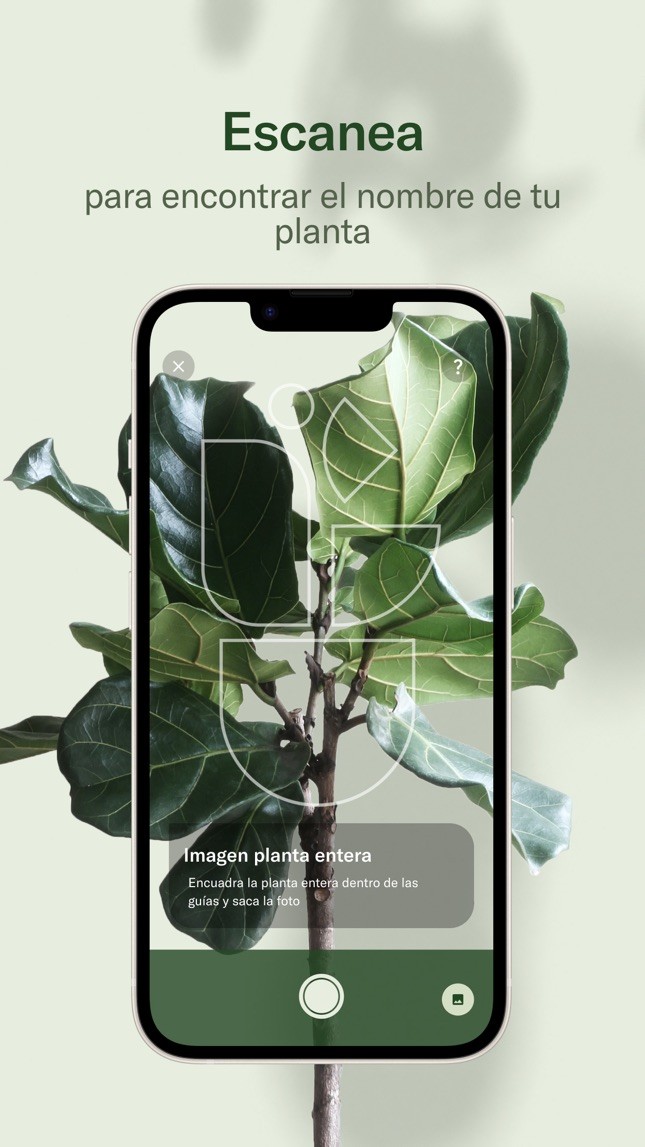 Escanea
para encontrar el nombre de tu
planta
?
Imagen planta entera
Encuadra la planta entera dentro de las
guías y saca la foto